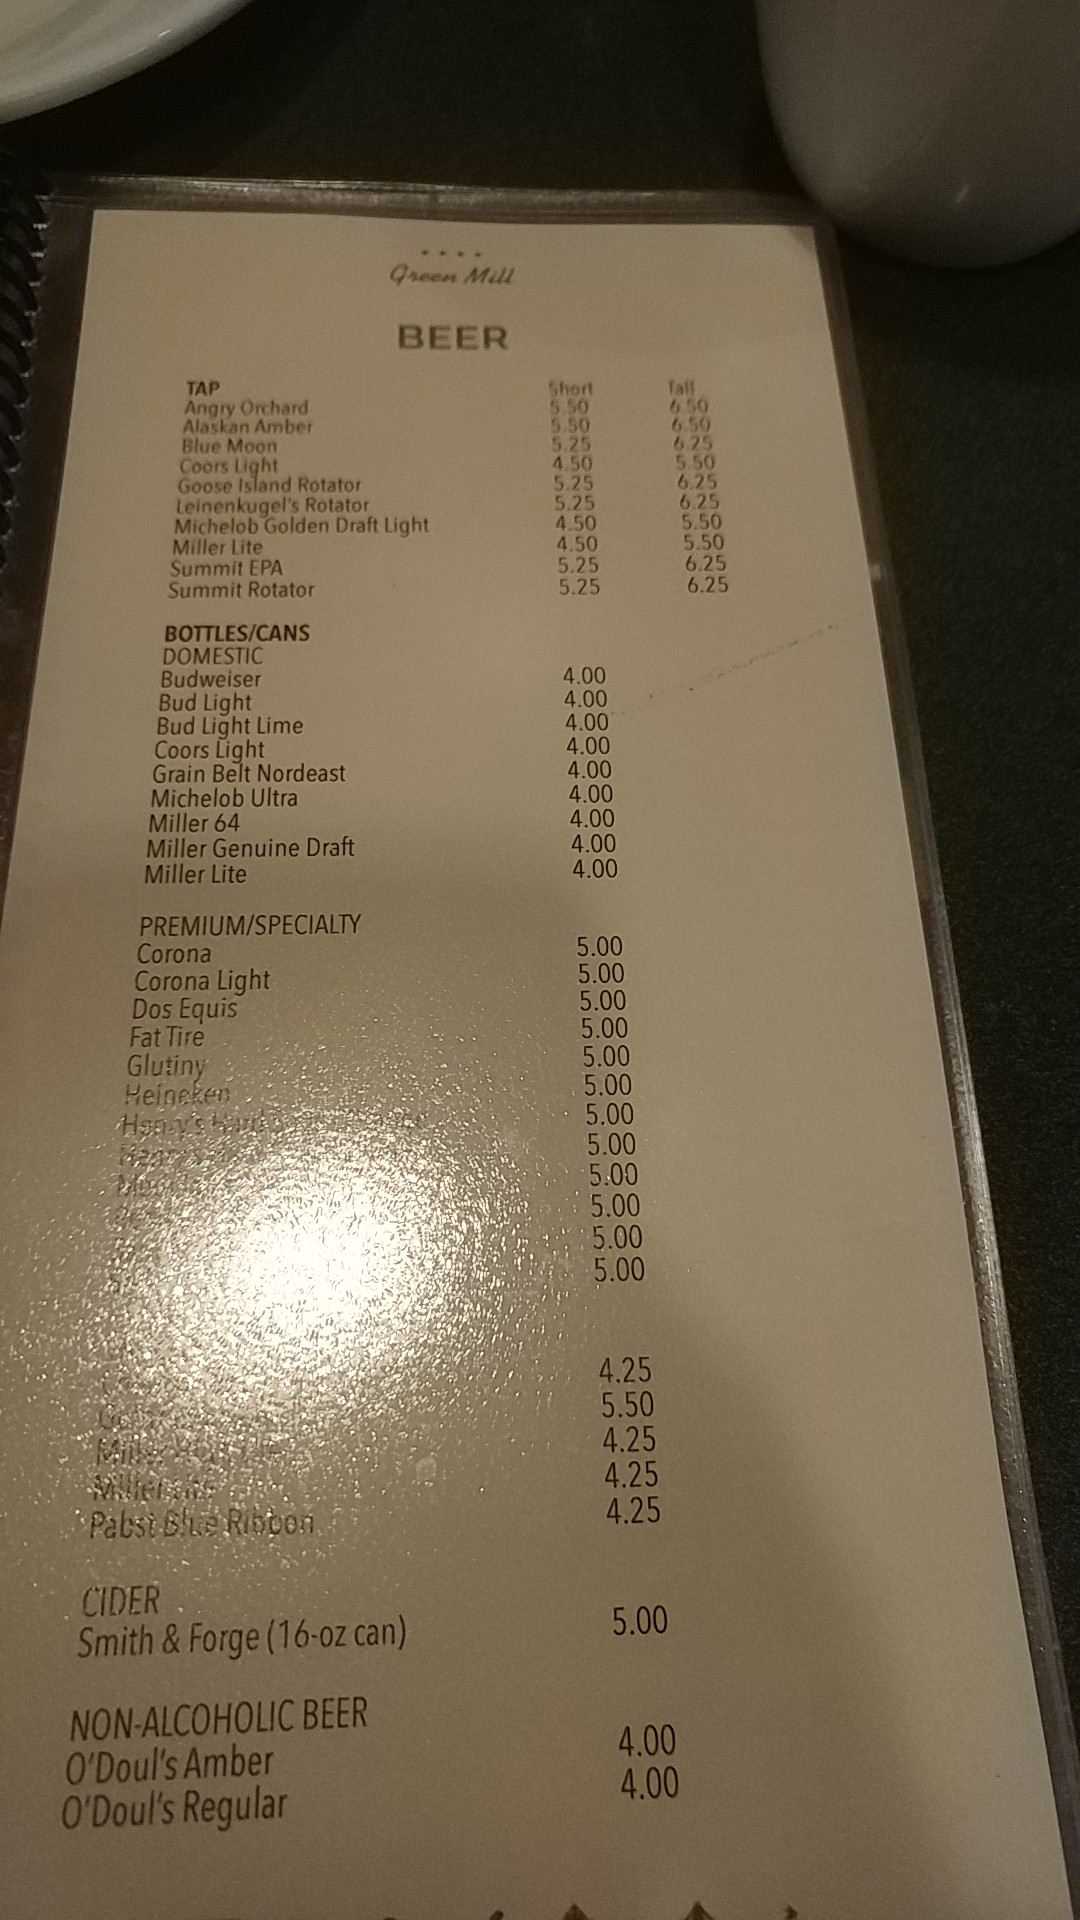 Green Mill
BEER
TAP Short Tall
Angry Orchard 5.50 6.50
Alaskan Amber 5.50 6.50
Blue Moon 5.25 6.25
Coors Light 4.50 5.50
Goose Island Rotator 5.25 6.25
Leinenkugel's Rotator 5.25 6.25
Michelob Golden Draft Light 4.50 5.50
Miller Lite 4.50 5.50
Summit EPA 5.25 6.25
Summit Rotator 5.25 6.25
BOTTLES/CANS
DOMESTIC
Budweiser 4.00
Bud Light 4.00
Bud Light Lime 4.00
Coors Light 4.00
Grain Belt Nordeast 4.00
Michelob Ultra 4.00
Miller 64 4.00
Miller Genuine Draft 4.00
Miller Lite 4.00
PREMIUM/SPECIALTY
Corona 5.00
Corona Light 5.00
Dos Equis 5.00
Fat Tire 5.00
Glutiny 5.00
Heineken 5.00
Henry's Hard 5.00
5.00
5.00
5.00
5.00
5.00
4.25
5.50
4.25
Miller Lite 4.25
Pabst Blue Ribbon 4.25
CIDER
Smith & Forge (16-oz can) 5.00
NON-ALCOHOLIC BEER
O'Doul's Amber 4.00
O'Doul's Regular 4.00